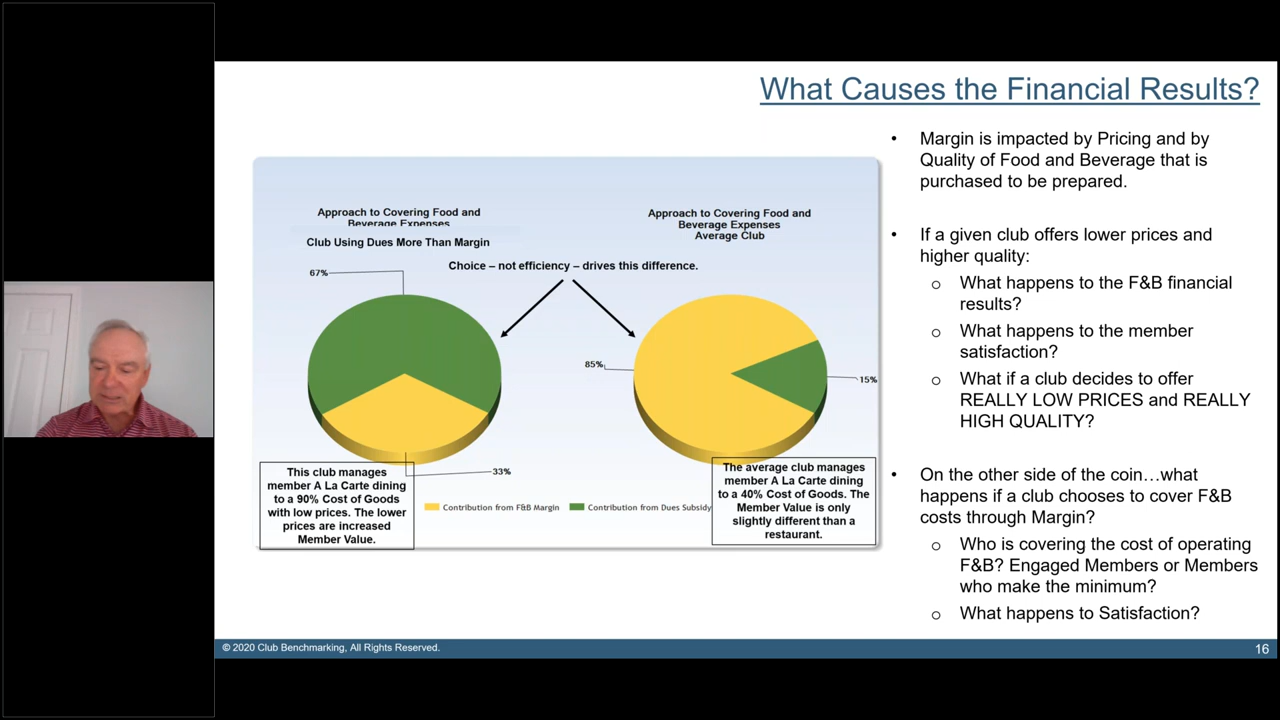 What Causes the Financial Results?
Approach to Covering Food and
Beverage Expenses
Club Using Dues More Than Margin
Approach to Covering Food and
Beverage Expenses
Average Club
Choice – not efficiency – drives this difference.
67%
33%
85%
15%
This club manages
member A La Carte dining
to a 90% Cost of Goods
with low prices. The lower
prices are increased
Member Value.
Contribution from F&B Margin
Contribution from Dues Subsidy
The average club manages
member A La Carte dining
to a 40% Cost of Goods. The
Member Value is only
slightly different than a
restaurant.
• Margin is impacted by Pricing and by
Quality of Food and Beverage that is
purchased to be prepared.
• If a given club offers lower prices and
higher quality:
o What happens to the F&B financial
results?
o What happens to the member
satisfaction?
o What if a club decides to offer
REALLY LOW PRICES and REALLY
HIGH QUALITY?
• On the other side of the coin…what
happens if a club chooses to cover F&B
costs through Margin?
o Who is covering the cost of operating
F&B? Engaged Members or Members
who make the minimum?
o What happens to Satisfaction?
© 2020 Club Benchmarking, All Rights Reserved.
16